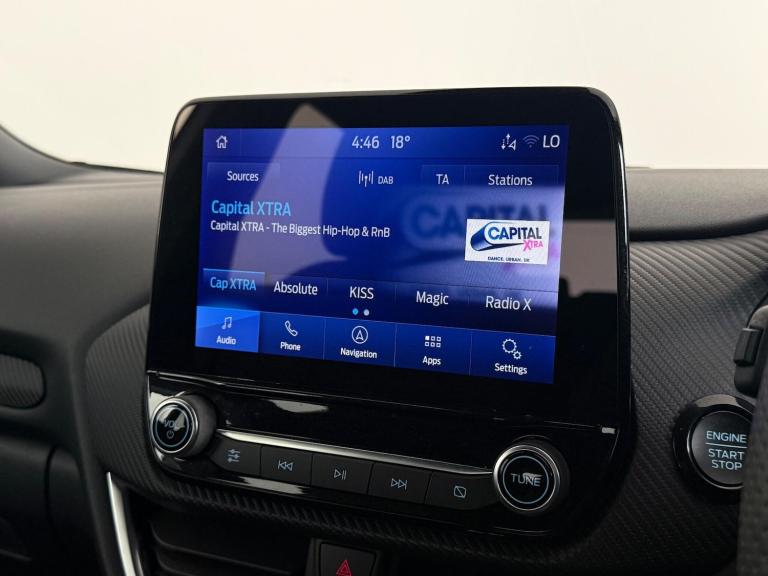 4:46 18° LO
Sources DAB TA Stations
Capital XTRA
Capital XTRA - The Biggest Hip-Hop & RnB
CAPITAL
XTRA
DANCE. URBAN. UK
Cap XTRA Absolute KISS Magic Radio X
Audio Phone Navigation Apps Settings
VOL
TUNE
ENGINE
START
STOP